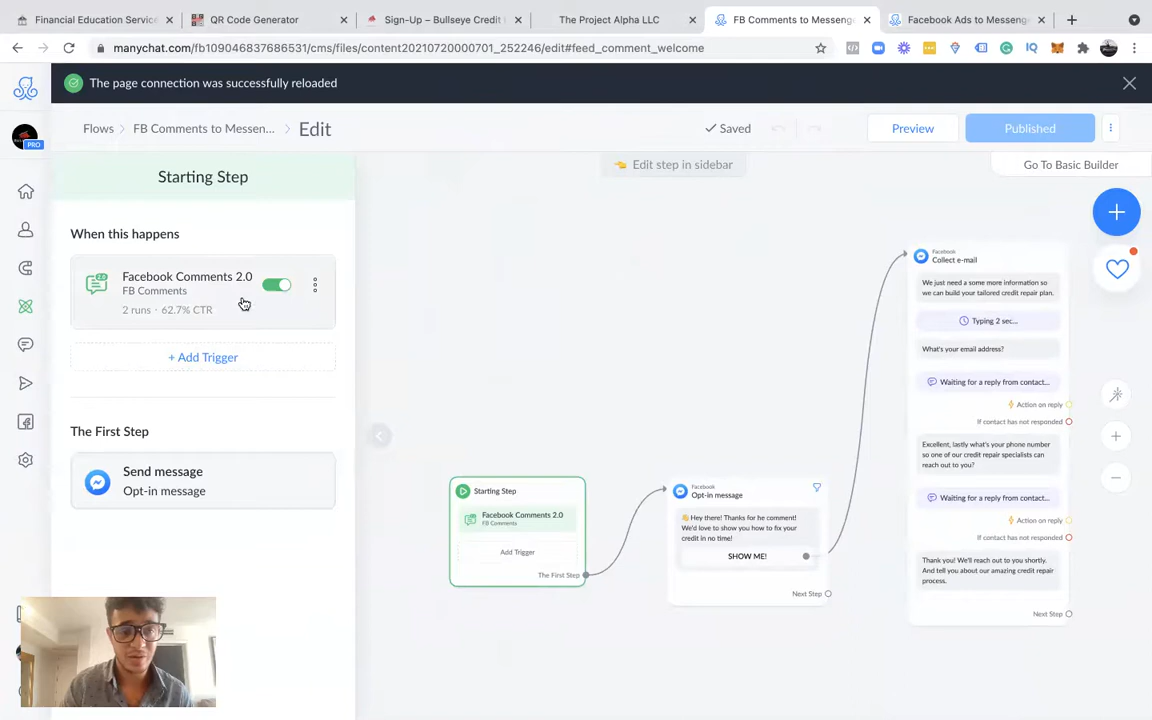 Financial Education Service
QR Code Generator
Sign-Up – Bullseye Credit
The Project Alpha LLC
FB Comments to Messeng
Facebook Ads to Messeng
manychat.com/fb109046837686531/cms/files/content20210720000701_252246/edit#feed_comment_welcome
The page connection was successfully reloaded
Flows
FB Comments to Messen...
Edit
Saved
Preview
Published
PRO
Starting Step
When this happens
Facebook Comments 2.0
FB Comments
2 runs · 62.7% CTR
+ Add Trigger
The First Step
Send message
Opt-in message
👈 Edit step in sidebar
Go To Basic Builder
Starting Step
Facebook Comments 2.0
FB Comments
Add Trigger
The First Step
Facebook
Opt-in message
👋 Hey there! Thanks for he comment!
We'd love to show you how to fix your
credit in no time!
SHOW ME!
Next Step
Facebook
Collect e-mail
We just need a some more information so
we can build your tailored credit repair plan.
Typing 2 sec...
What's your email address?
Waiting for a reply from contact...
Action on reply
If contact has not responded
Excellent, lastly what's your phone number
so one of our credit repair specialists can
reach out to you?
Waiting for a reply from contact...
Action on reply
If contact has not responded
Thank you! We'll reach out to you shortly.
And tell you about our amazing credit repair
process.
Next Step